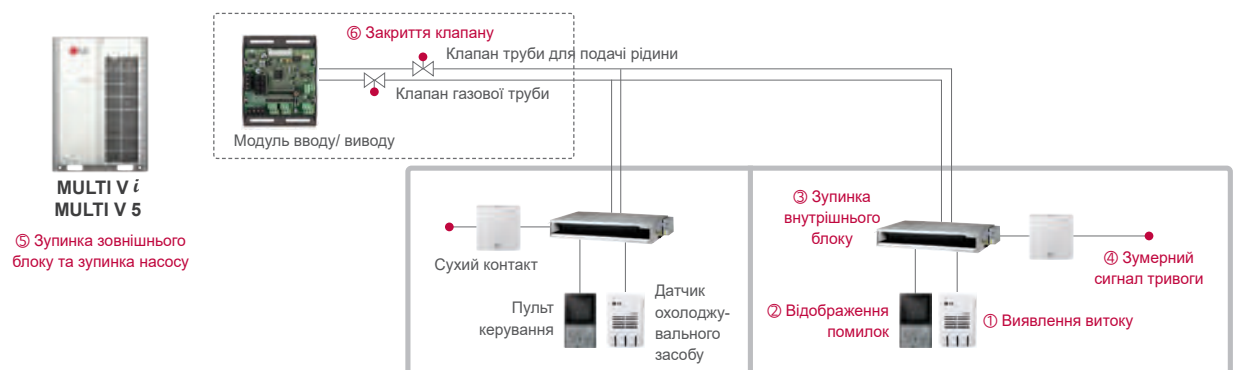 ⑥ Закриття клапану
Клапан труби для подачі рідини
Клапан газової труби
Модуль вводу/ виводу
LG
MULTI V i
MULTI V 5
⑤ Зупинка зовнішнього
блоку та зупинка насосу
Сухий контакт
Пульт
керування
Датчик
охолоджу-
вального
засобу
③ Зупинка
внутрішнього
блоку
④ Зумерний
сигнал тривоги
② Відображення
помилок
① Виявлення витоку